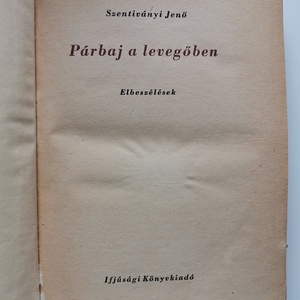 Szentiványi Jenő
Párbaj a levegőben
Elbeszélések
Ifjúsági Könyvkiadó